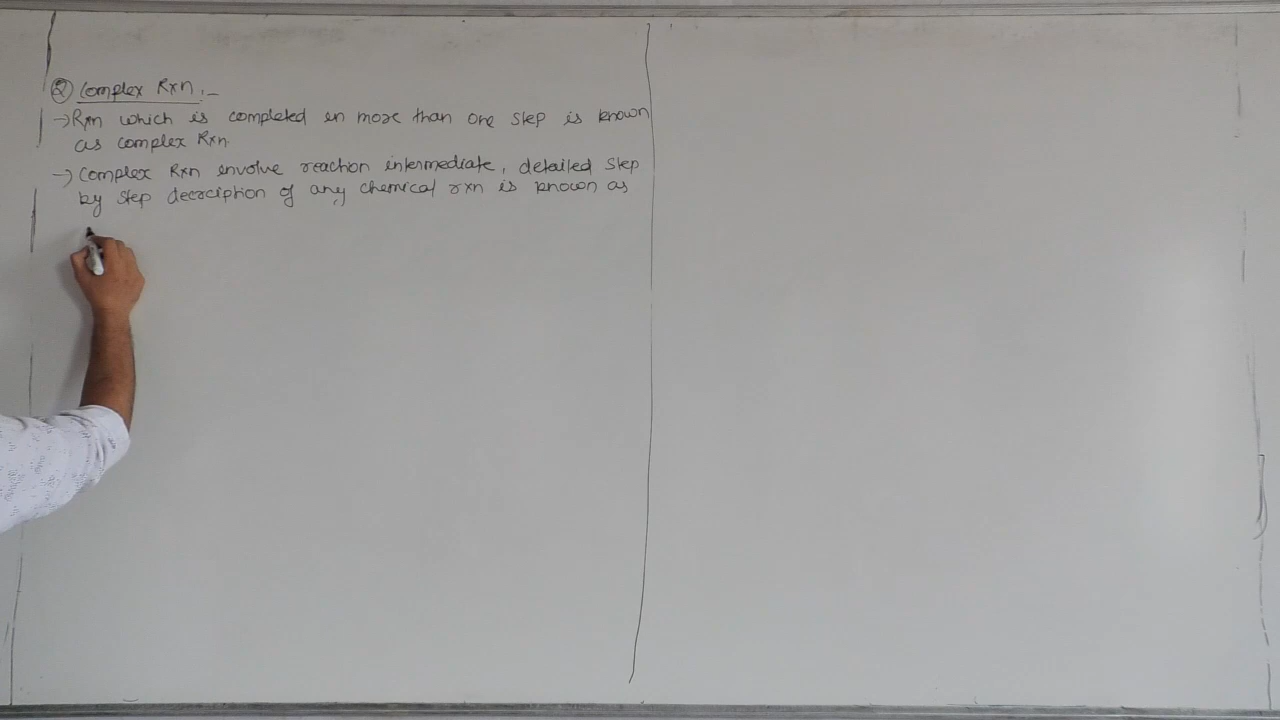 ② Complex Rxn :-
→ Rxn which is completed in more than one step is known
as complex Rxn.
→ Complex Rxn involve reaction intermediate, detailed step
by step decsciption of any chemical rxn is known as